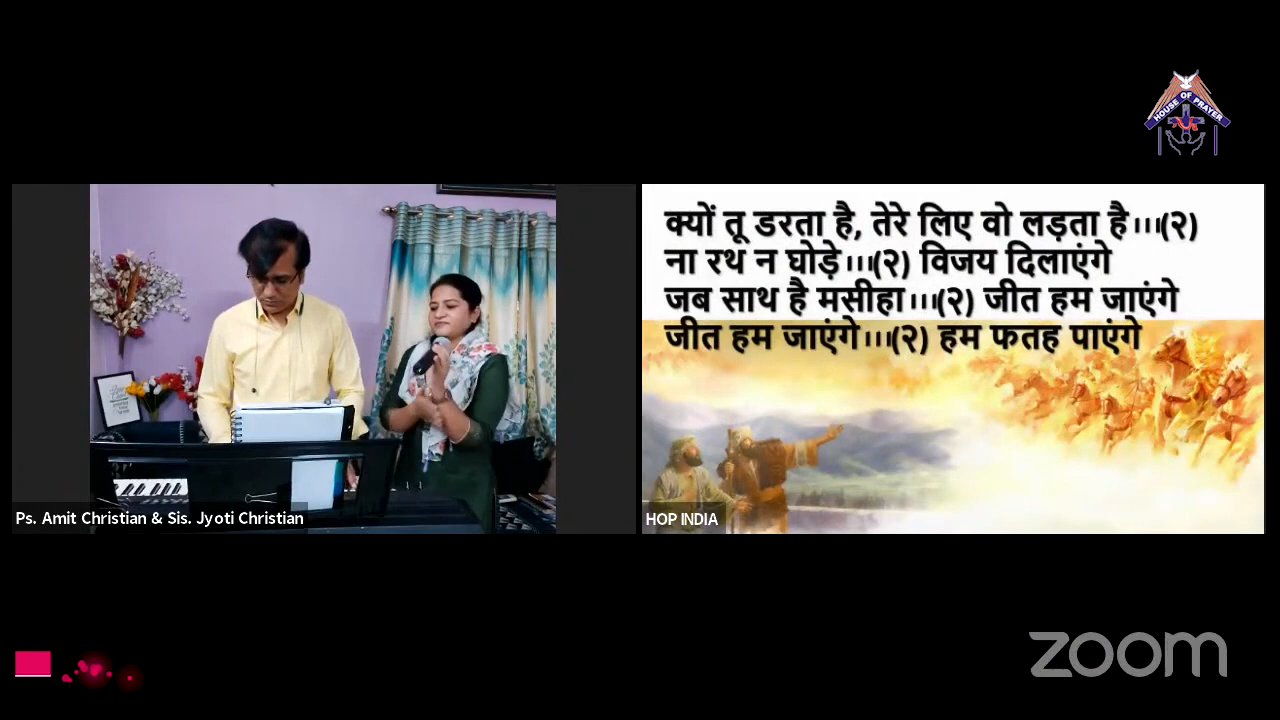 HOUSE OF PRAYER
क्यों तू डरता है, तेरे लिए वो लड़ता है ।।।(२)
ना रथ न घोड़े ।।।(२) विजय दिलाएंगे
जब साथ है मसीहा ।।।(२) जीत हम जाएंगे
जीत हम जाएंगे ।।।(२) हम फतह पाएंगे
Ps. Amit Christian & Sis. Jyoti Christian
HOP INDIA
zoom